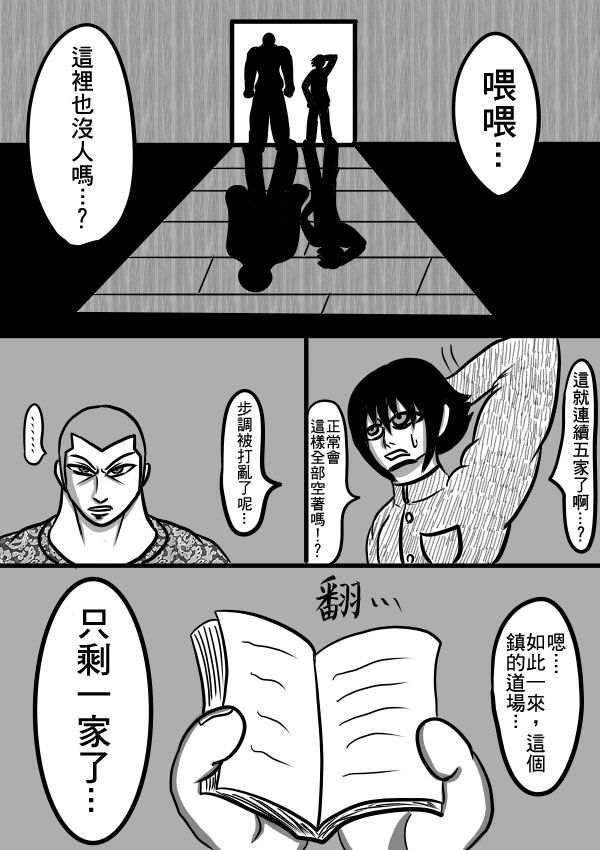 喂喂…
這裡也沒人嗎…?
這就連續五家了啊…?
正常會
這樣全部空著嗎!?
步調被打亂了呢…
……
翻…
嗯…
如此一來，這個
鎮的道場…
只剩一家了…